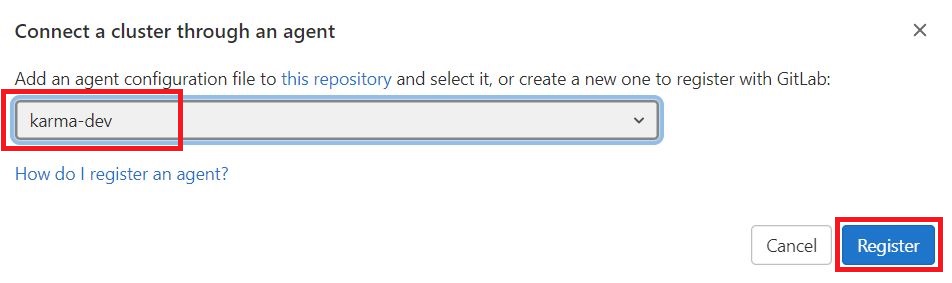 Connect a cluster through an agent
Add an agent configuration file to this repository and select it, or create a new one to register with GitLab:
karma-dev
How do I register an agent?
Cancel Register